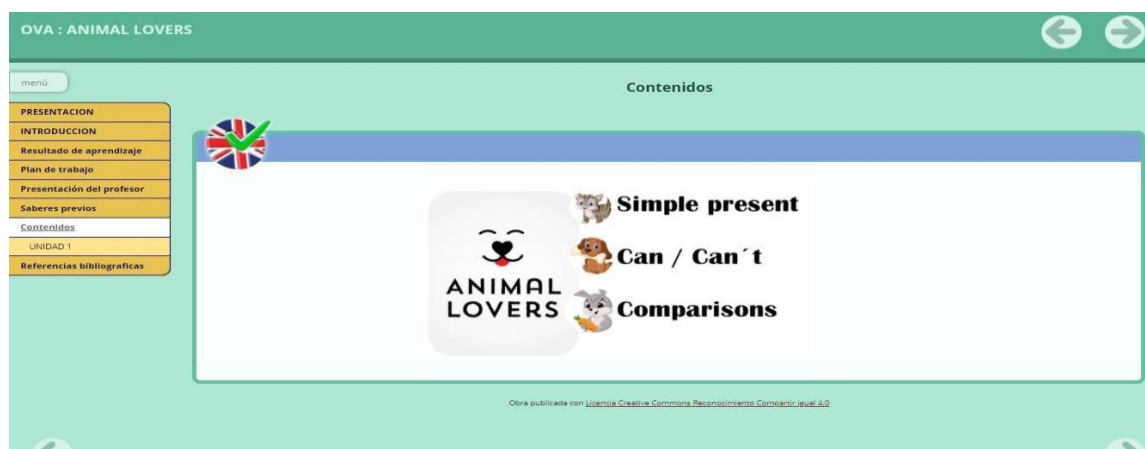 OVA : ANIMAL LOVERS
menú
PRESENTACION
INTRODUCCION
Resultado de aprendizaje
Plan de trabajo
Presentación del profesor
Saberes previos
Contenidos
UNIDAD 1
Referencias bibliograficas
Contenidos
ANIMAL
LOVERS
Simple present
Can / Can´t
Comparisons
Obra publicada con Licencia Creative Commons Reconocimiento Compartir igual 4.0